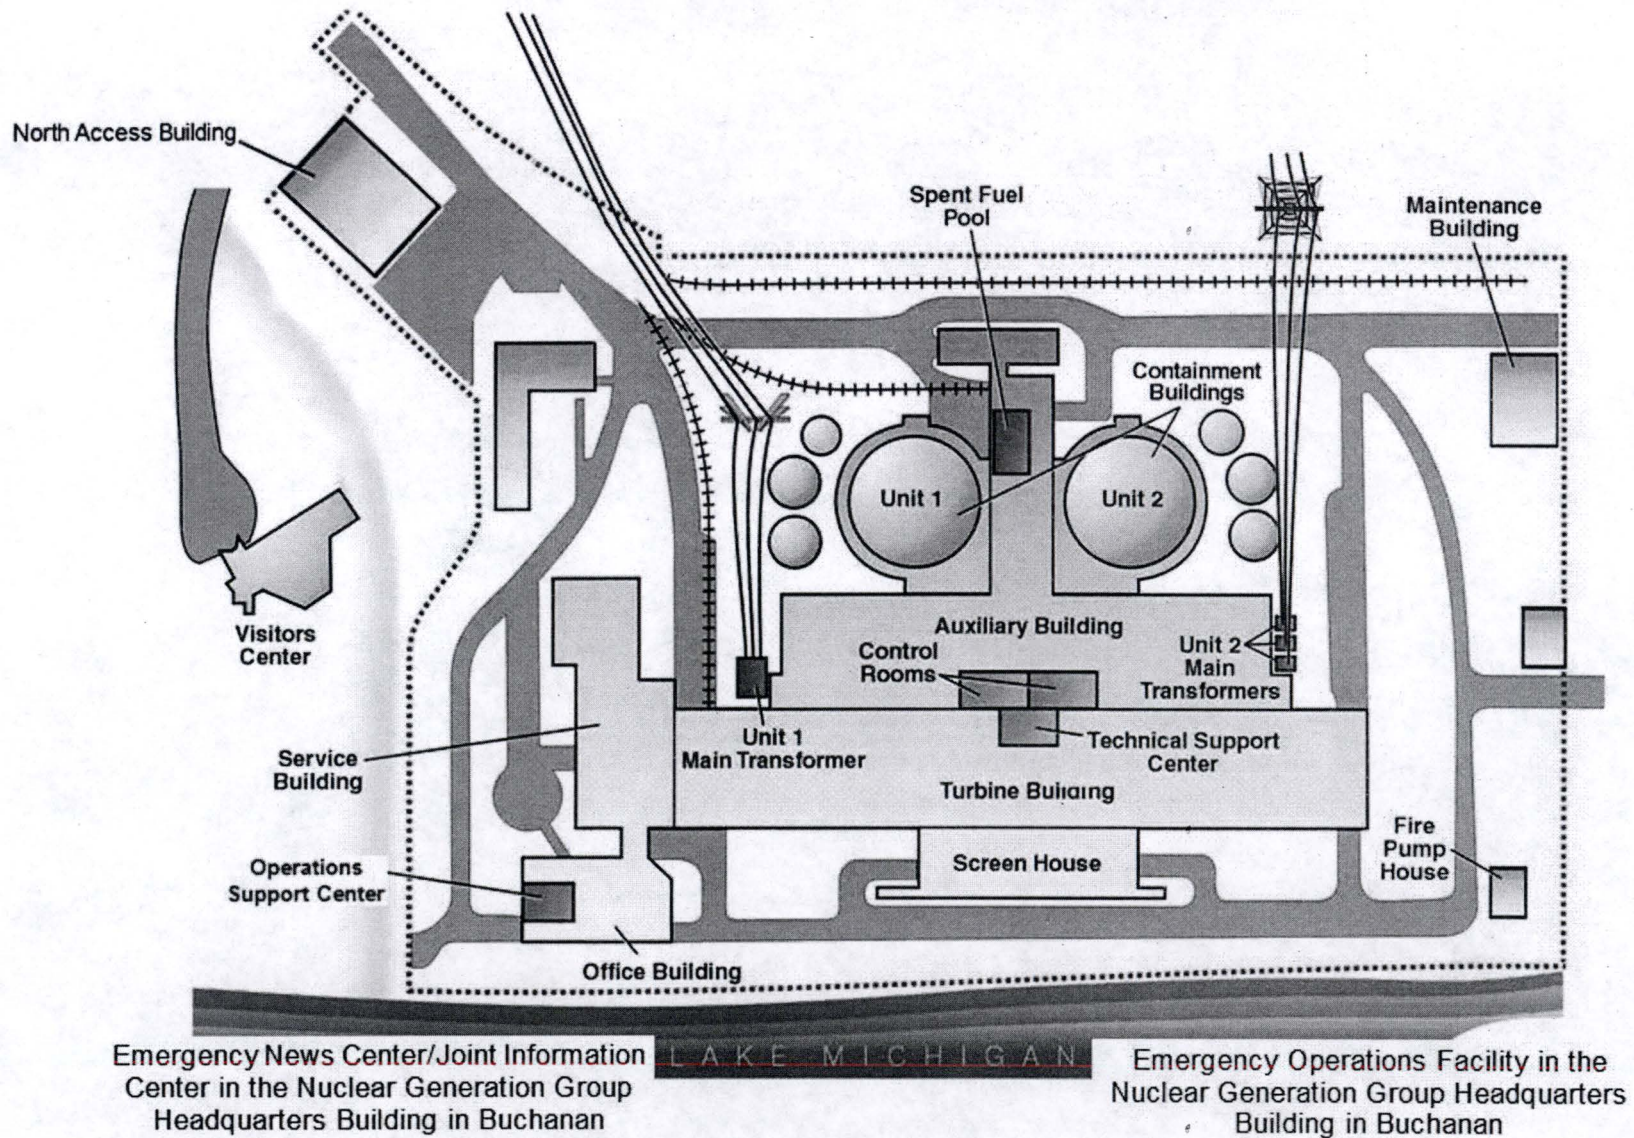 North Access Building
Spent Fuel
Pool
Maintenance
Building
Containment
Buildings
Unit 1
Unit 2
Visitors
Center
Auxiliary Building
Control
Rooms
Unit 2
Main
Transformers
Unit 1
Main Transformer
Technical Support
Center
Service
Building
Turbine Building
Fire
Pump
House
Screen House
Operations
Support Center
Office Building
LAKE MICHIGAN
Emergency News Center/Joint Information
Center in the Nuclear Generation Group
Headquarters Building in Buchanan
Emergency Operations Facility in the
Nuclear Generation Group Headquarters
Building in Buchanan